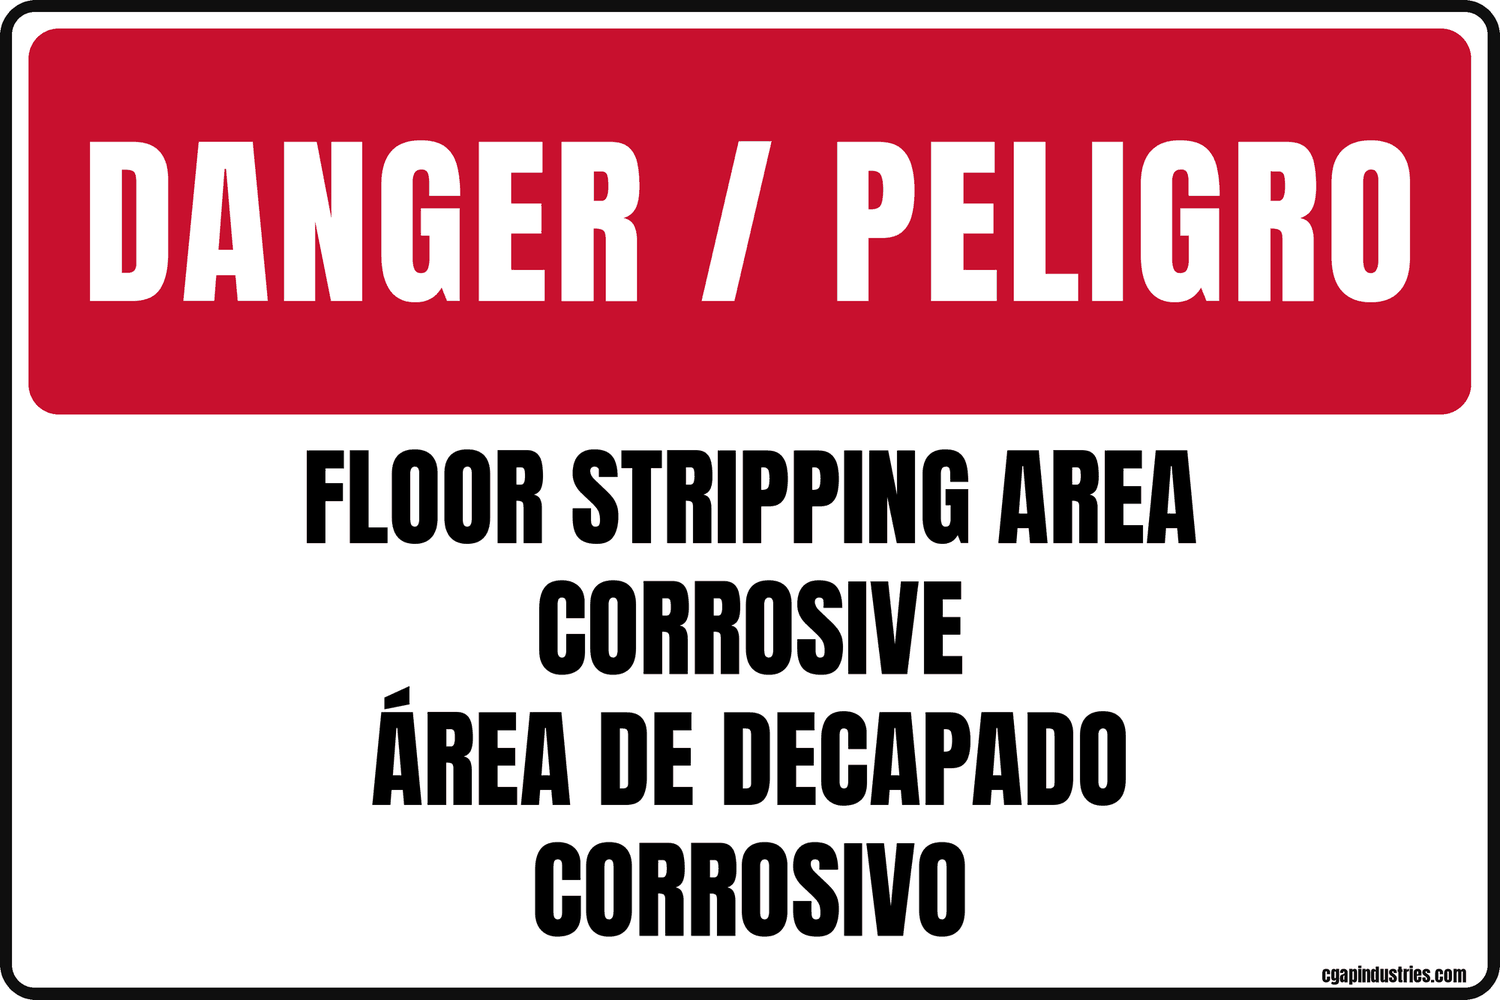 DANGER / PELIGRO
FLOOR STRIPPING AREA
CORROSIVE
ÁREA DE DECAPADO
CORROSIVO
cgapindustries.com